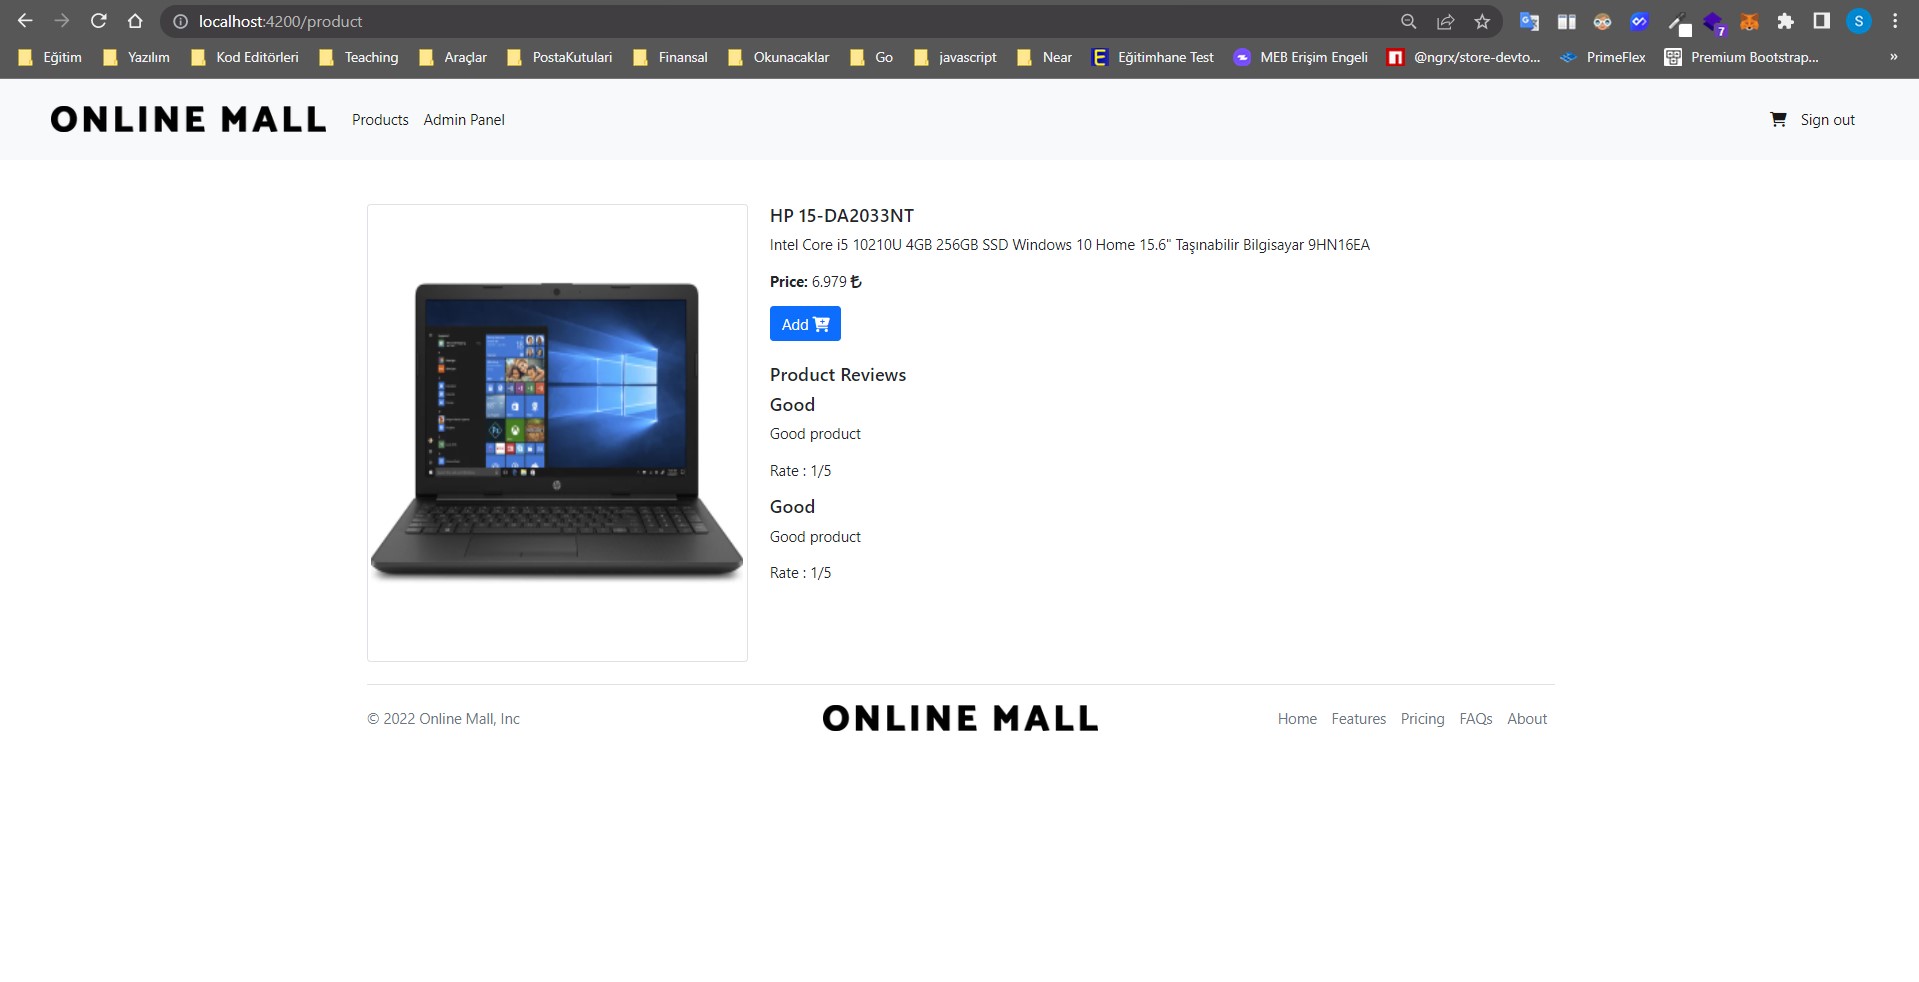 localhost:4200/product
7
S
Eğitim Yazılım Kod Editörleri Teaching Araçlar PostaKutulari Finansal Okunacaklar Go javascript Near Eğitimhane Test MEB Erişim Engeli @ngrx/store-devto... PrimeFlex Premium Bootstrap... »
ONLINE MALL Products Admin Panel Sign out
HP 15-DA2033NT
Intel Core i5 10210U 4GB 256GB SSD Windows 10 Home 15.6" Taşınabilir Bilgisayar 9HN16EA
Price: 6.979 ₺
Add
Product Reviews
Good
Good product
Rate : 1/5
Good
Good product
Rate : 1/5
© 2022 Online Mall, Inc ONLINE MALL Home Features Pricing FAQs About